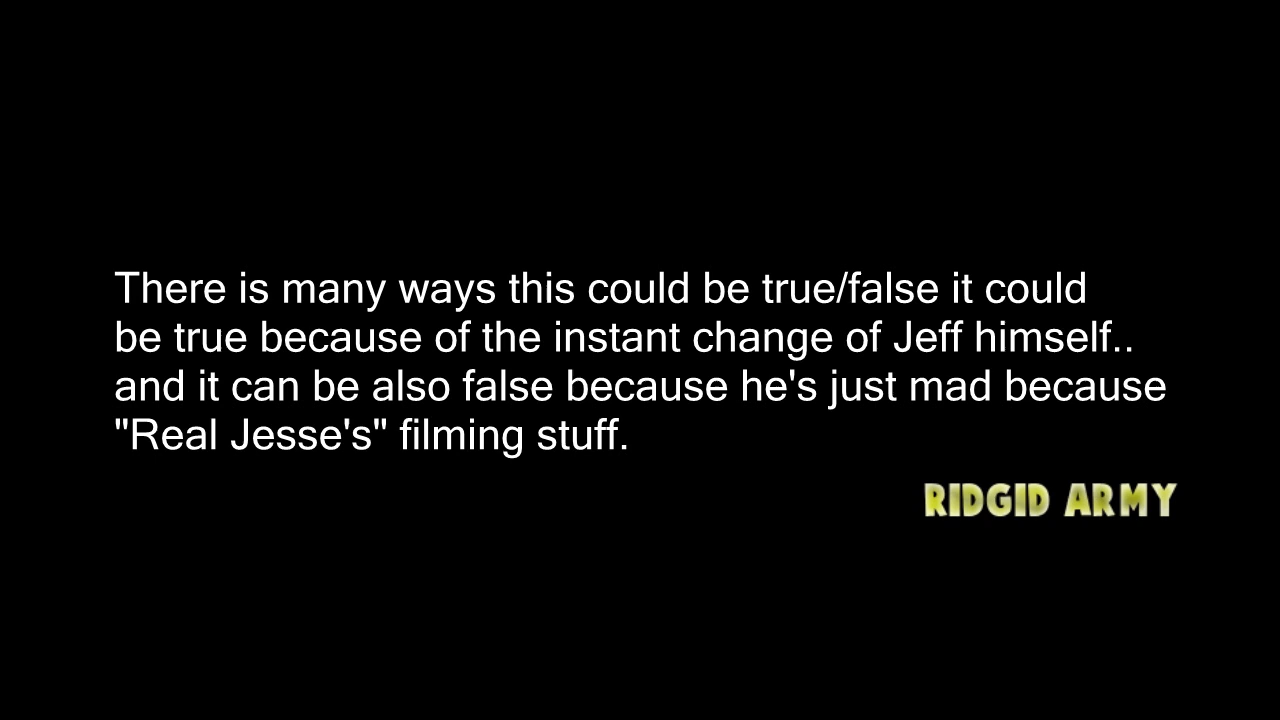 There is many ways this could be true/false it could
be true because of the instant change of Jeff himself..
and it can be also false because he's just mad because
"Real Jesse's" filming stuff.
RIDGID ARMY